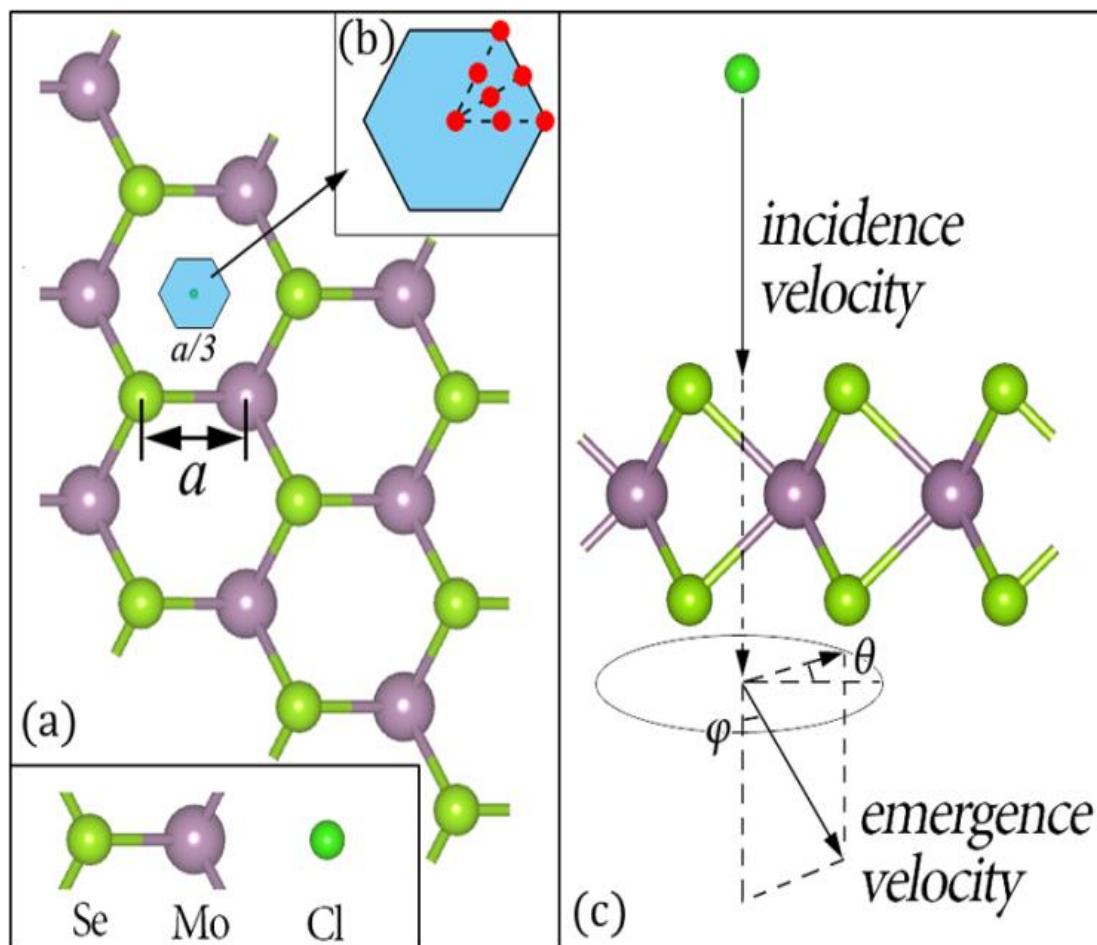 (a)
a/3
a
Se
Mo
Cl
(b)
(c)
incidence
velocity
θ
φ
emergence
velocity